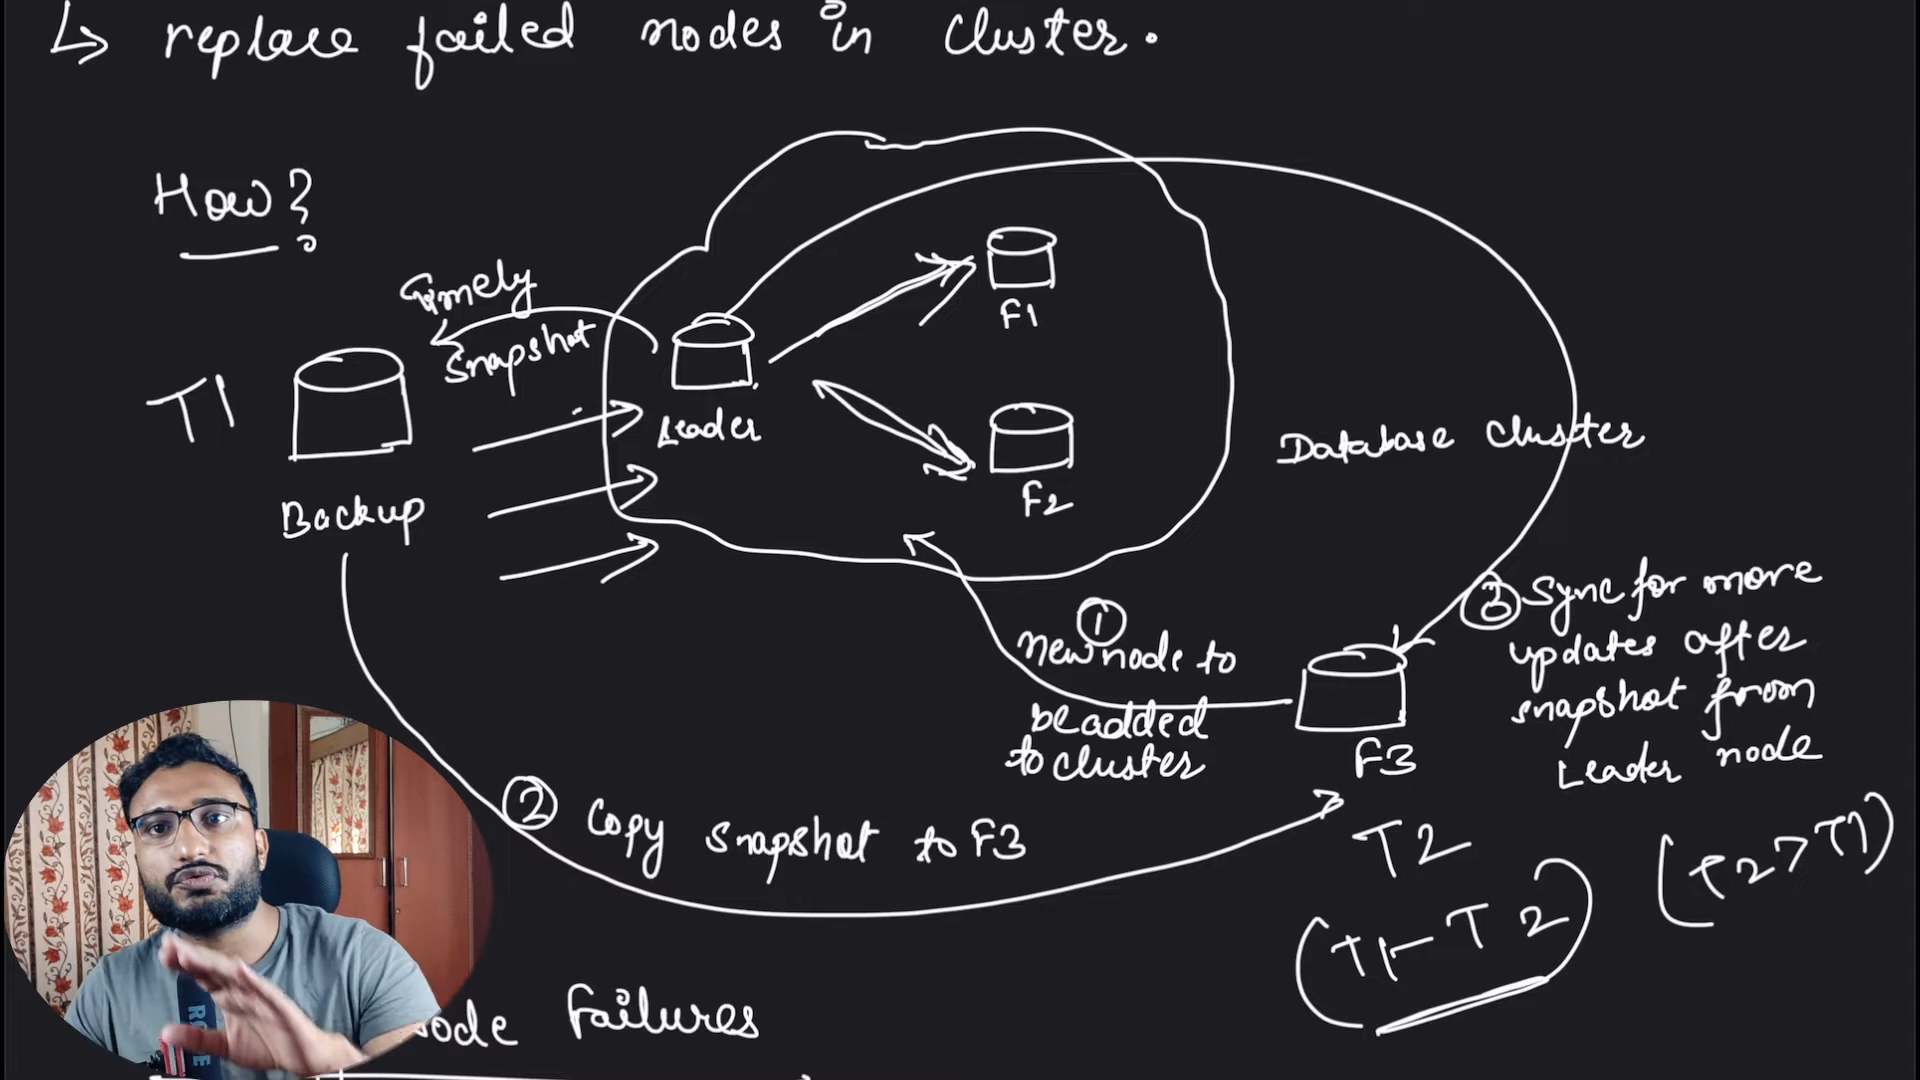 ↳ replace failed nodes in cluster.
How?
Timely
snapshot
T1
Backup
Leader
F1
F2
Database cluster
①
new node to
be added
to cluster
F3
③ Sync for more
updates after
snapshot from
Leader node
② Copy snapshot to F3
T2
(T2 > T1)
(T1 - T2)
ode Failures